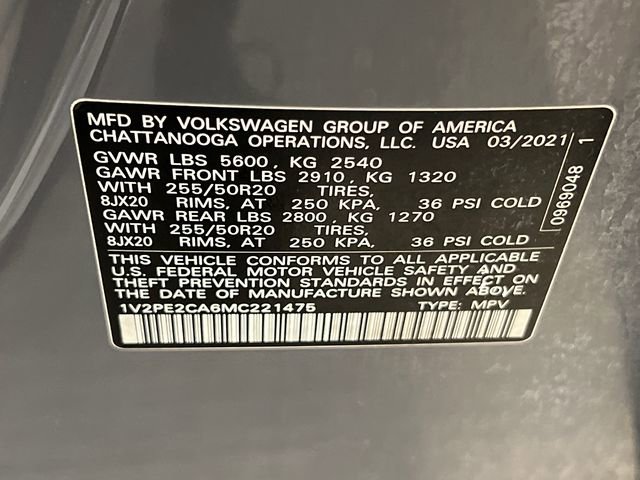 MFD BY VOLKSWAGEN GROUP OF AMERICA
CHATTANOOGA OPERATIONS, LLC. USA 03/2021
GVWR LBS 5600, KG 2540
GAWR FRONT LBS 2910, KG 1320
WITH 255/50R20 TIRES,
8JX20 RIMS, AT 250 KPA, 36 PSI COLD
GAWR REAR LBS 2800, KG 1270
WITH 255/50R20 TIRES,
8JX20 RIMS, AT 250 KPA, 36 PSI COLD
THIS VEHICLE CONFORMS TO ALL APPLICABLE
U.S. FEDERAL MOTOR VEHICLE SAFETY AND
THEFT PREVENTION STANDARDS IN EFFECT ON
THE DATE OF MANUFACTURE SHOWN ABOVE.
1V2PE2CA6MC221475 TYPE: MPV
0969048 1